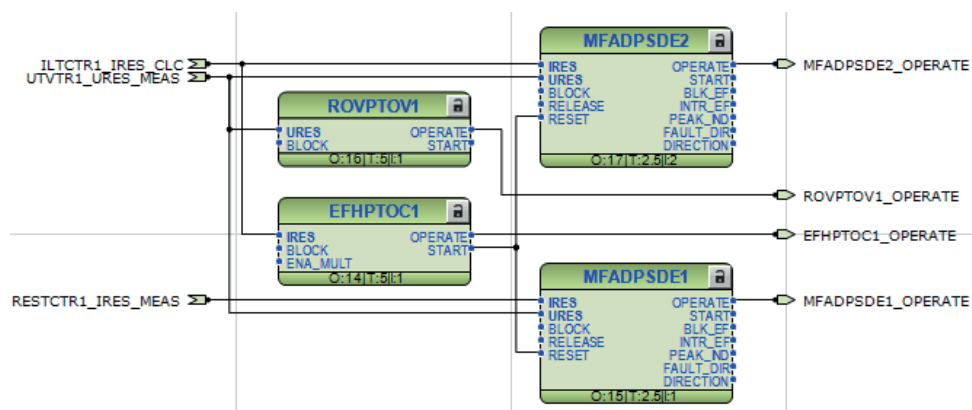 ILTCTR1_IRES_CLC
UTVTR1_URES_MEAS
MFADPSDE2
IRES
URES
BLOCK
RELEASE
RESET
OPERATE
START
BLK_EF
INTR_EF
PEAK_ND
FAULT_DIR
DIRECTION
O:17|T:2.5|I:2
MFADPSDE2_OPERATE
ROVPTOV1
URES
BLOCK
OPERATE
START
O:16|T:5|I:1
ROVPTOV1_OPERATE
EFHPTOC1
IRES
BLOCK
ENA_MULT
OPERATE
START
O:14|T:5|I:1
EFHPTOC1_OPERATE
RESTCTR1_IRES_MEAS
MFADPSDE1
IRES
URES
BLOCK
RELEASE
RESET
OPERATE
START
BLK_EF
INTR_EF
PEAK_ND
FAULT_DIR
DIRECTION
O:15|T:2.5|I:1
MFADPSDE1_OPERATE